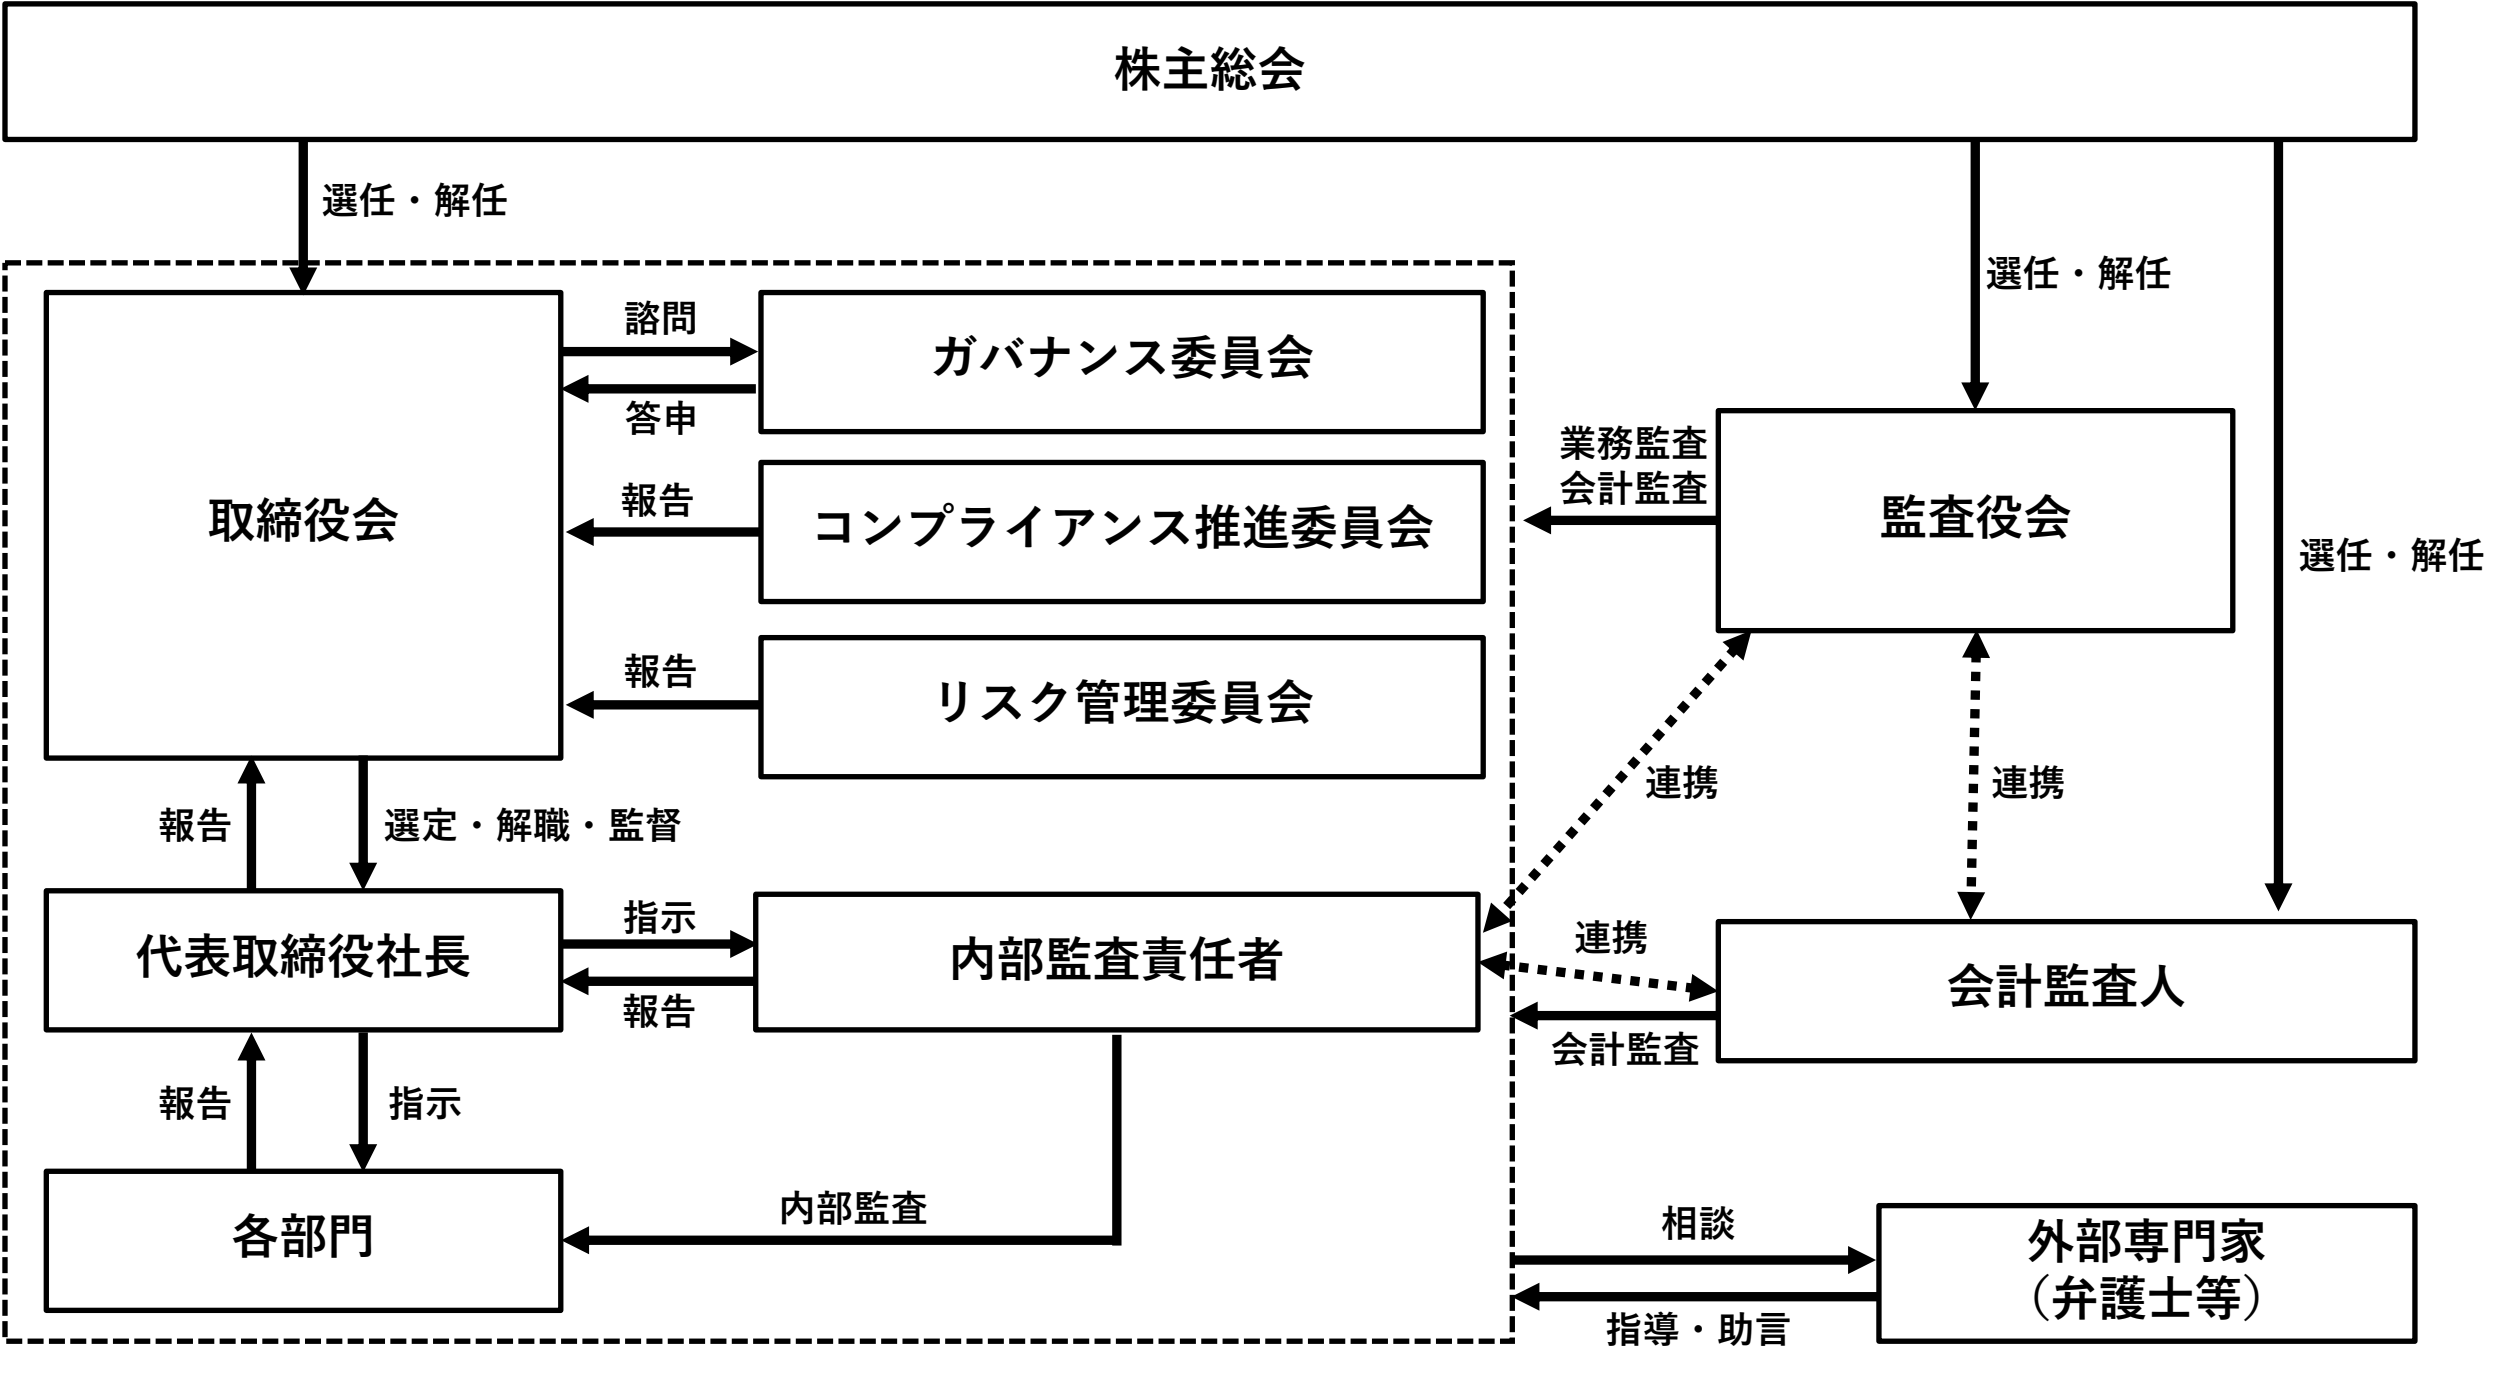 株主総会
選任・解任
選任・解任
選任・解任
諮問
ガバナンス委員会
答申
取締役会
報告
コンプライアンス推進委員会
業務監査
会計監査
監査役会
報告
リスク管理委員会
連携
連携
報告
選定・解職・監督
代表取締役社長
指示
内部監査責任者
報告
連携
会計監査人
会計監査
報告
指示
各部門
内部監査
相談
外部専門家
（弁護士等）
指導・助言